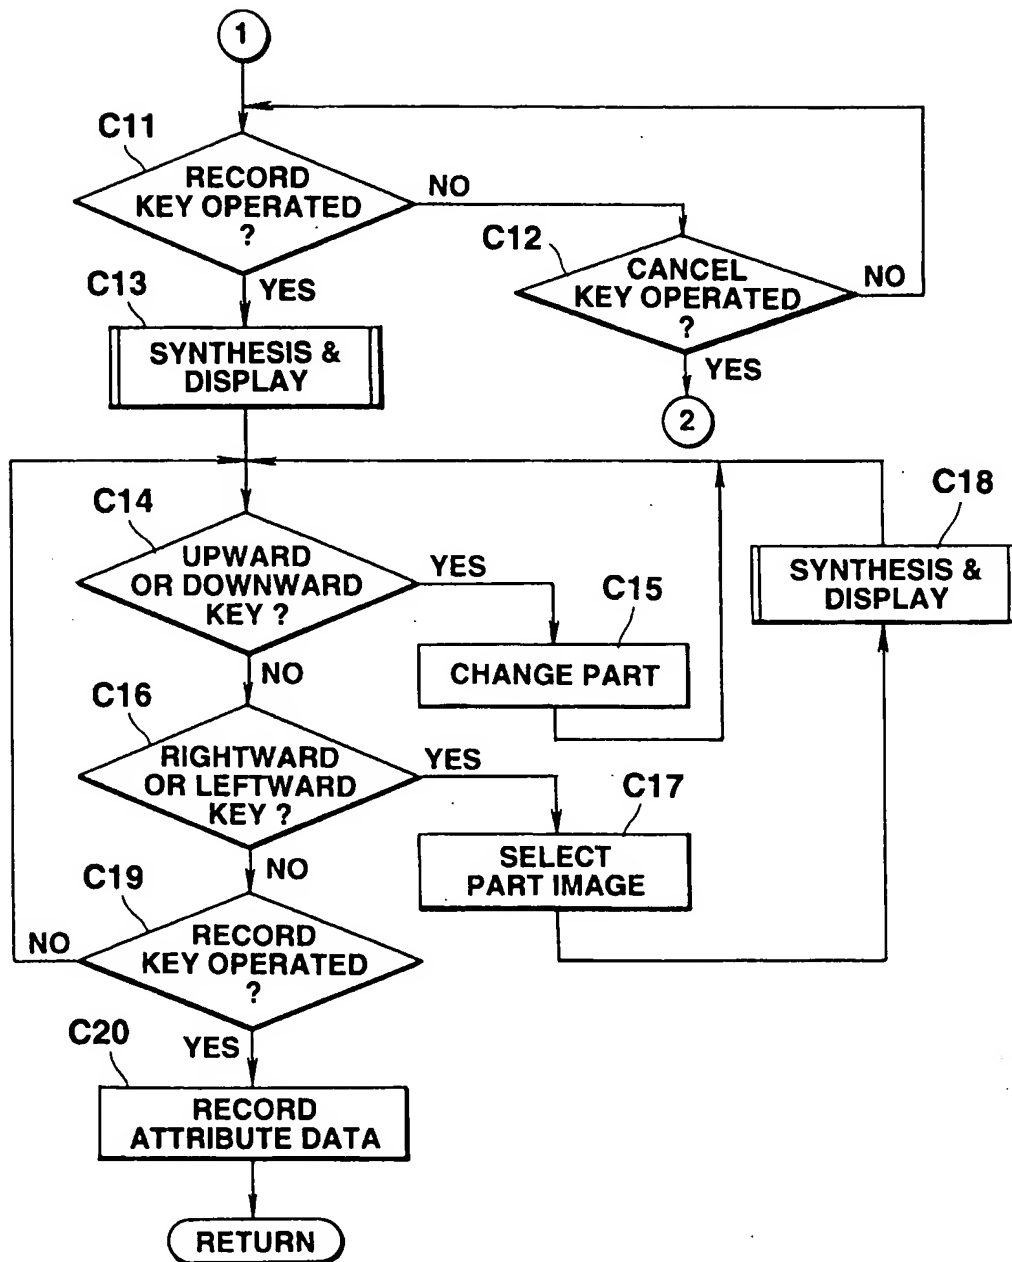 1
C11
RECORD
KEY OPERATED
?
NO
C12
CANCEL
KEY OPERATED
?
NO
YES
2
YES
C13
SYNTHESIS &
DISPLAY
C14
UPWARD
OR DOWNWARD
KEY ?
YES
C15
CHANGE PART
C18
SYNTHESIS &
DISPLAY
NO
C16
RIGHTWARD
OR LEFTWARD
KEY ?
YES
C17
SELECT
PART IMAGE
NO
C19
RECORD
KEY OPERATED
?
NO
YES
C20
RECORD
ATTRIBUTE DATA
RETURN